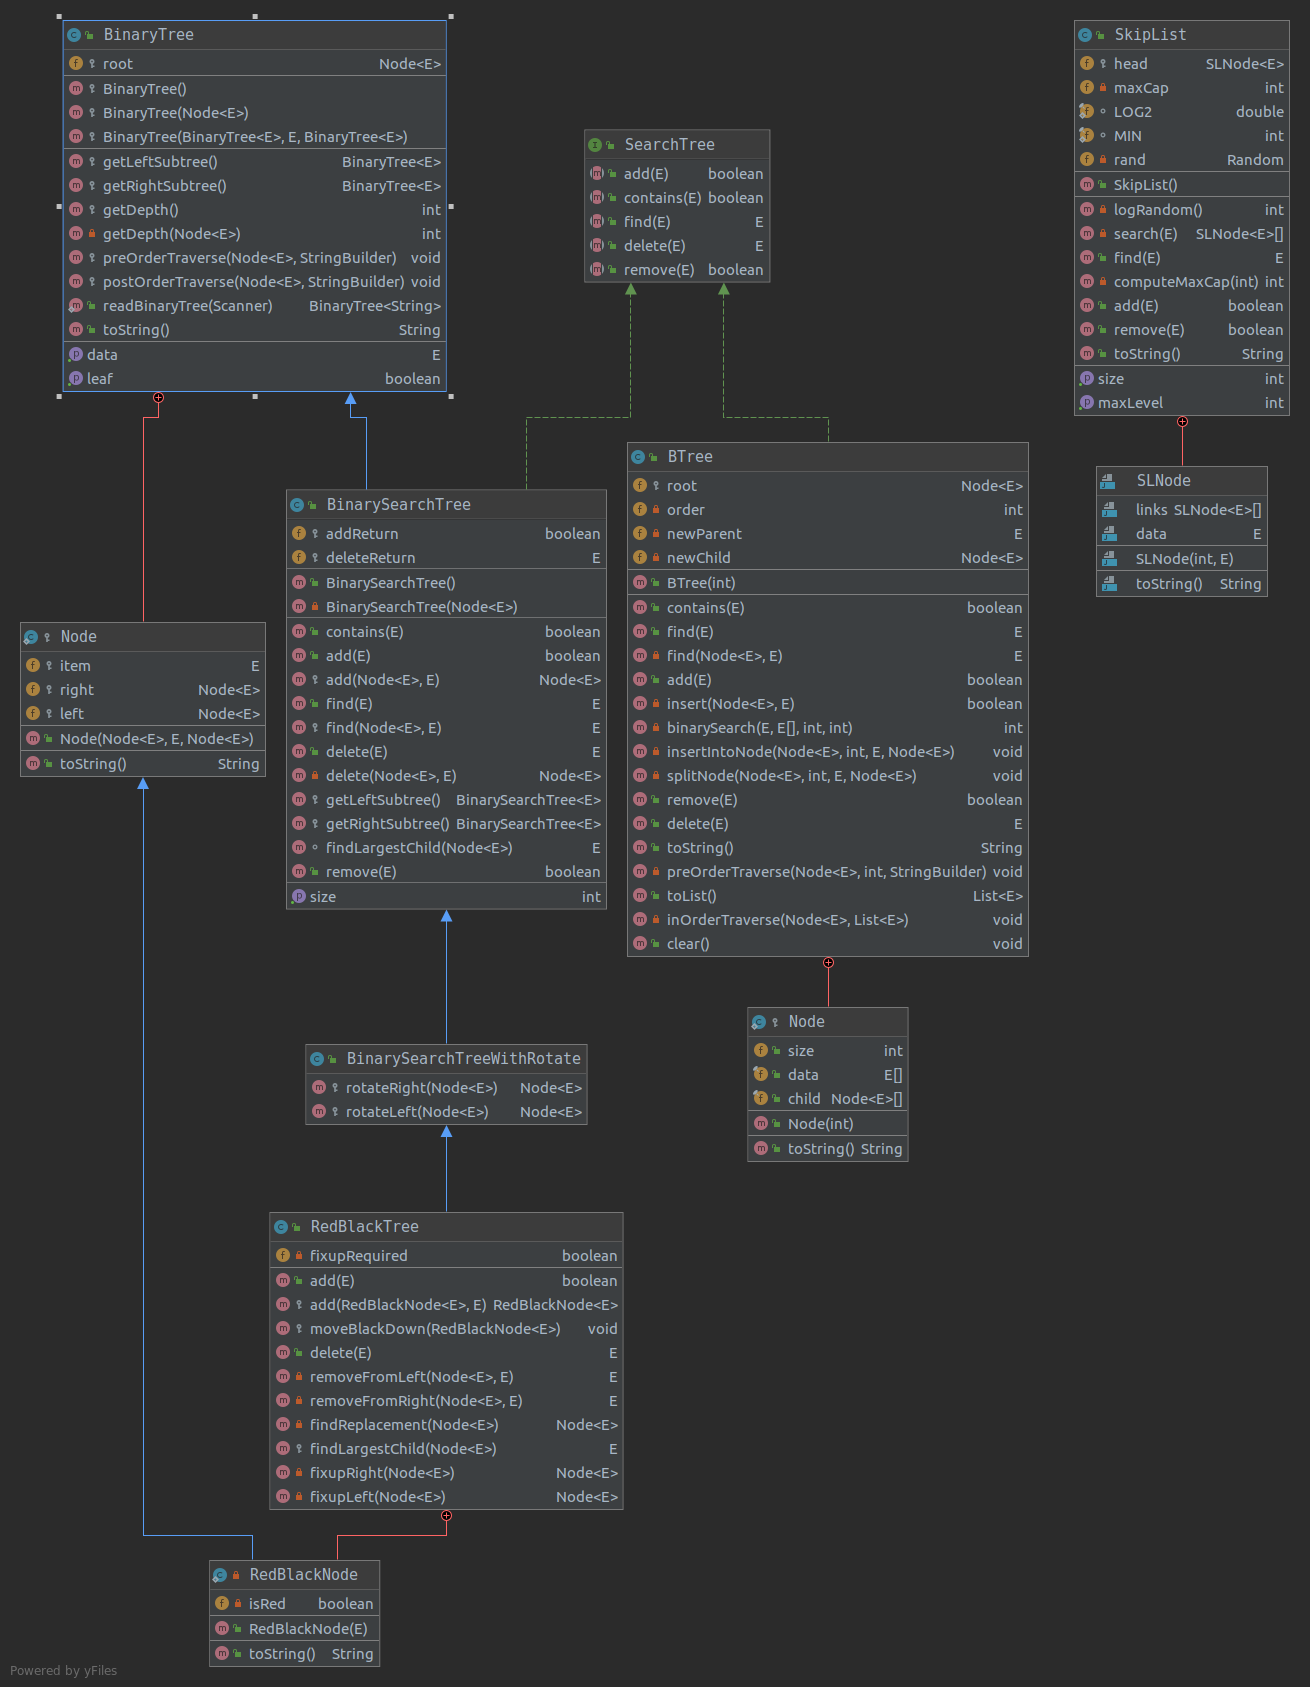 BinaryTree
root Node<E>
BinaryTree()
BinaryTree(Node<E>)
BinaryTree(BinaryTree<E>, E, BinaryTree<E>)
getLeftSubtree() BinaryTree<E>
getRightSubtree() BinaryTree<E>
getDepth() int
getDepth(Node<E>) int
preOrderTraverse(Node<E>, StringBuilder) void
postOrderTraverse(Node<E>, StringBuilder) void
readBinaryTree(Scanner) BinaryTree<String>
toString() String
data E
leaf boolean
SearchTree
add(E) boolean
contains(E) boolean
find(E) E
delete(E) E
remove(E) boolean
SkipList
head SLNode<E>
maxCap int
LOG2 double
MIN int
rand Random
SkipList()
logRandom() int
search(E) SLNode<E>[]
find(E) E
computeMaxCap(int) int
add(E) boolean
remove(E) boolean
toString() String
size int
maxLevel int
SLNode
links SLNode<E>[]
data E
SLNode(int, E)
toString() String
BinarySearchTree
addReturn boolean
deleteReturn E
BinarySearchTree()
BinarySearchTree(Node<E>)
contains(E) boolean
add(E) boolean
add(Node<E>, E) Node<E>
find(E) E
find(Node<E>, E) E
delete(E) E
delete(Node<E>, E) Node<E>
getLeftSubtree() BinarySearchTree<E>
getRightSubtree() BinarySearchTree<E>
findLargestChild(Node<E>) E
remove(E) boolean
size int
BTree
root Node<E>
order int
newParent E
newChild Node<E>
BTree(int)
contains(E) boolean
find(E) E
find(Node<E>, E) E
add(E) boolean
insert(Node<E>, E) boolean
binarySearch(E, E[], int, int) int
insertIntoNode(Node<E>, int, E, Node<E>) void
splitNode(Node<E>, int, E, Node<E>) void
remove(E) boolean
delete(E) E
toString() String
preOrderTraverse(Node<E>, int, StringBuilder) void
toList() List<E>
inOrderTraverse(Node<E>, List<E>) void
clear() void
Node
item E
right Node<E>
left Node<E>
Node(Node<E>, E, Node<E>)
toString() String
Node
size int
data E[]
child Node<E>[]
Node(int)
toString() String
BinarySearchTreeWithRotate
rotateRight(Node<E>) Node<E>
rotateLeft(Node<E>) Node<E>
RedBlackTree
fixupRequired boolean
add(E) boolean
add(RedBlackNode<E>, E) RedBlackNode<E>
moveBlackDown(RedBlackNode<E>) void
delete(E) E
removeFromLeft(Node<E>, E) E
removeFromRight(Node<E>, E) E
findReplacement(Node<E>) Node<E>
findLargestChild(Node<E>) E
fixupRight(Node<E>) Node<E>
fixupLeft(Node<E>) Node<E>
RedBlackNode
isRed boolean
RedBlackNode(E)
toString() String
Powered by yFiles